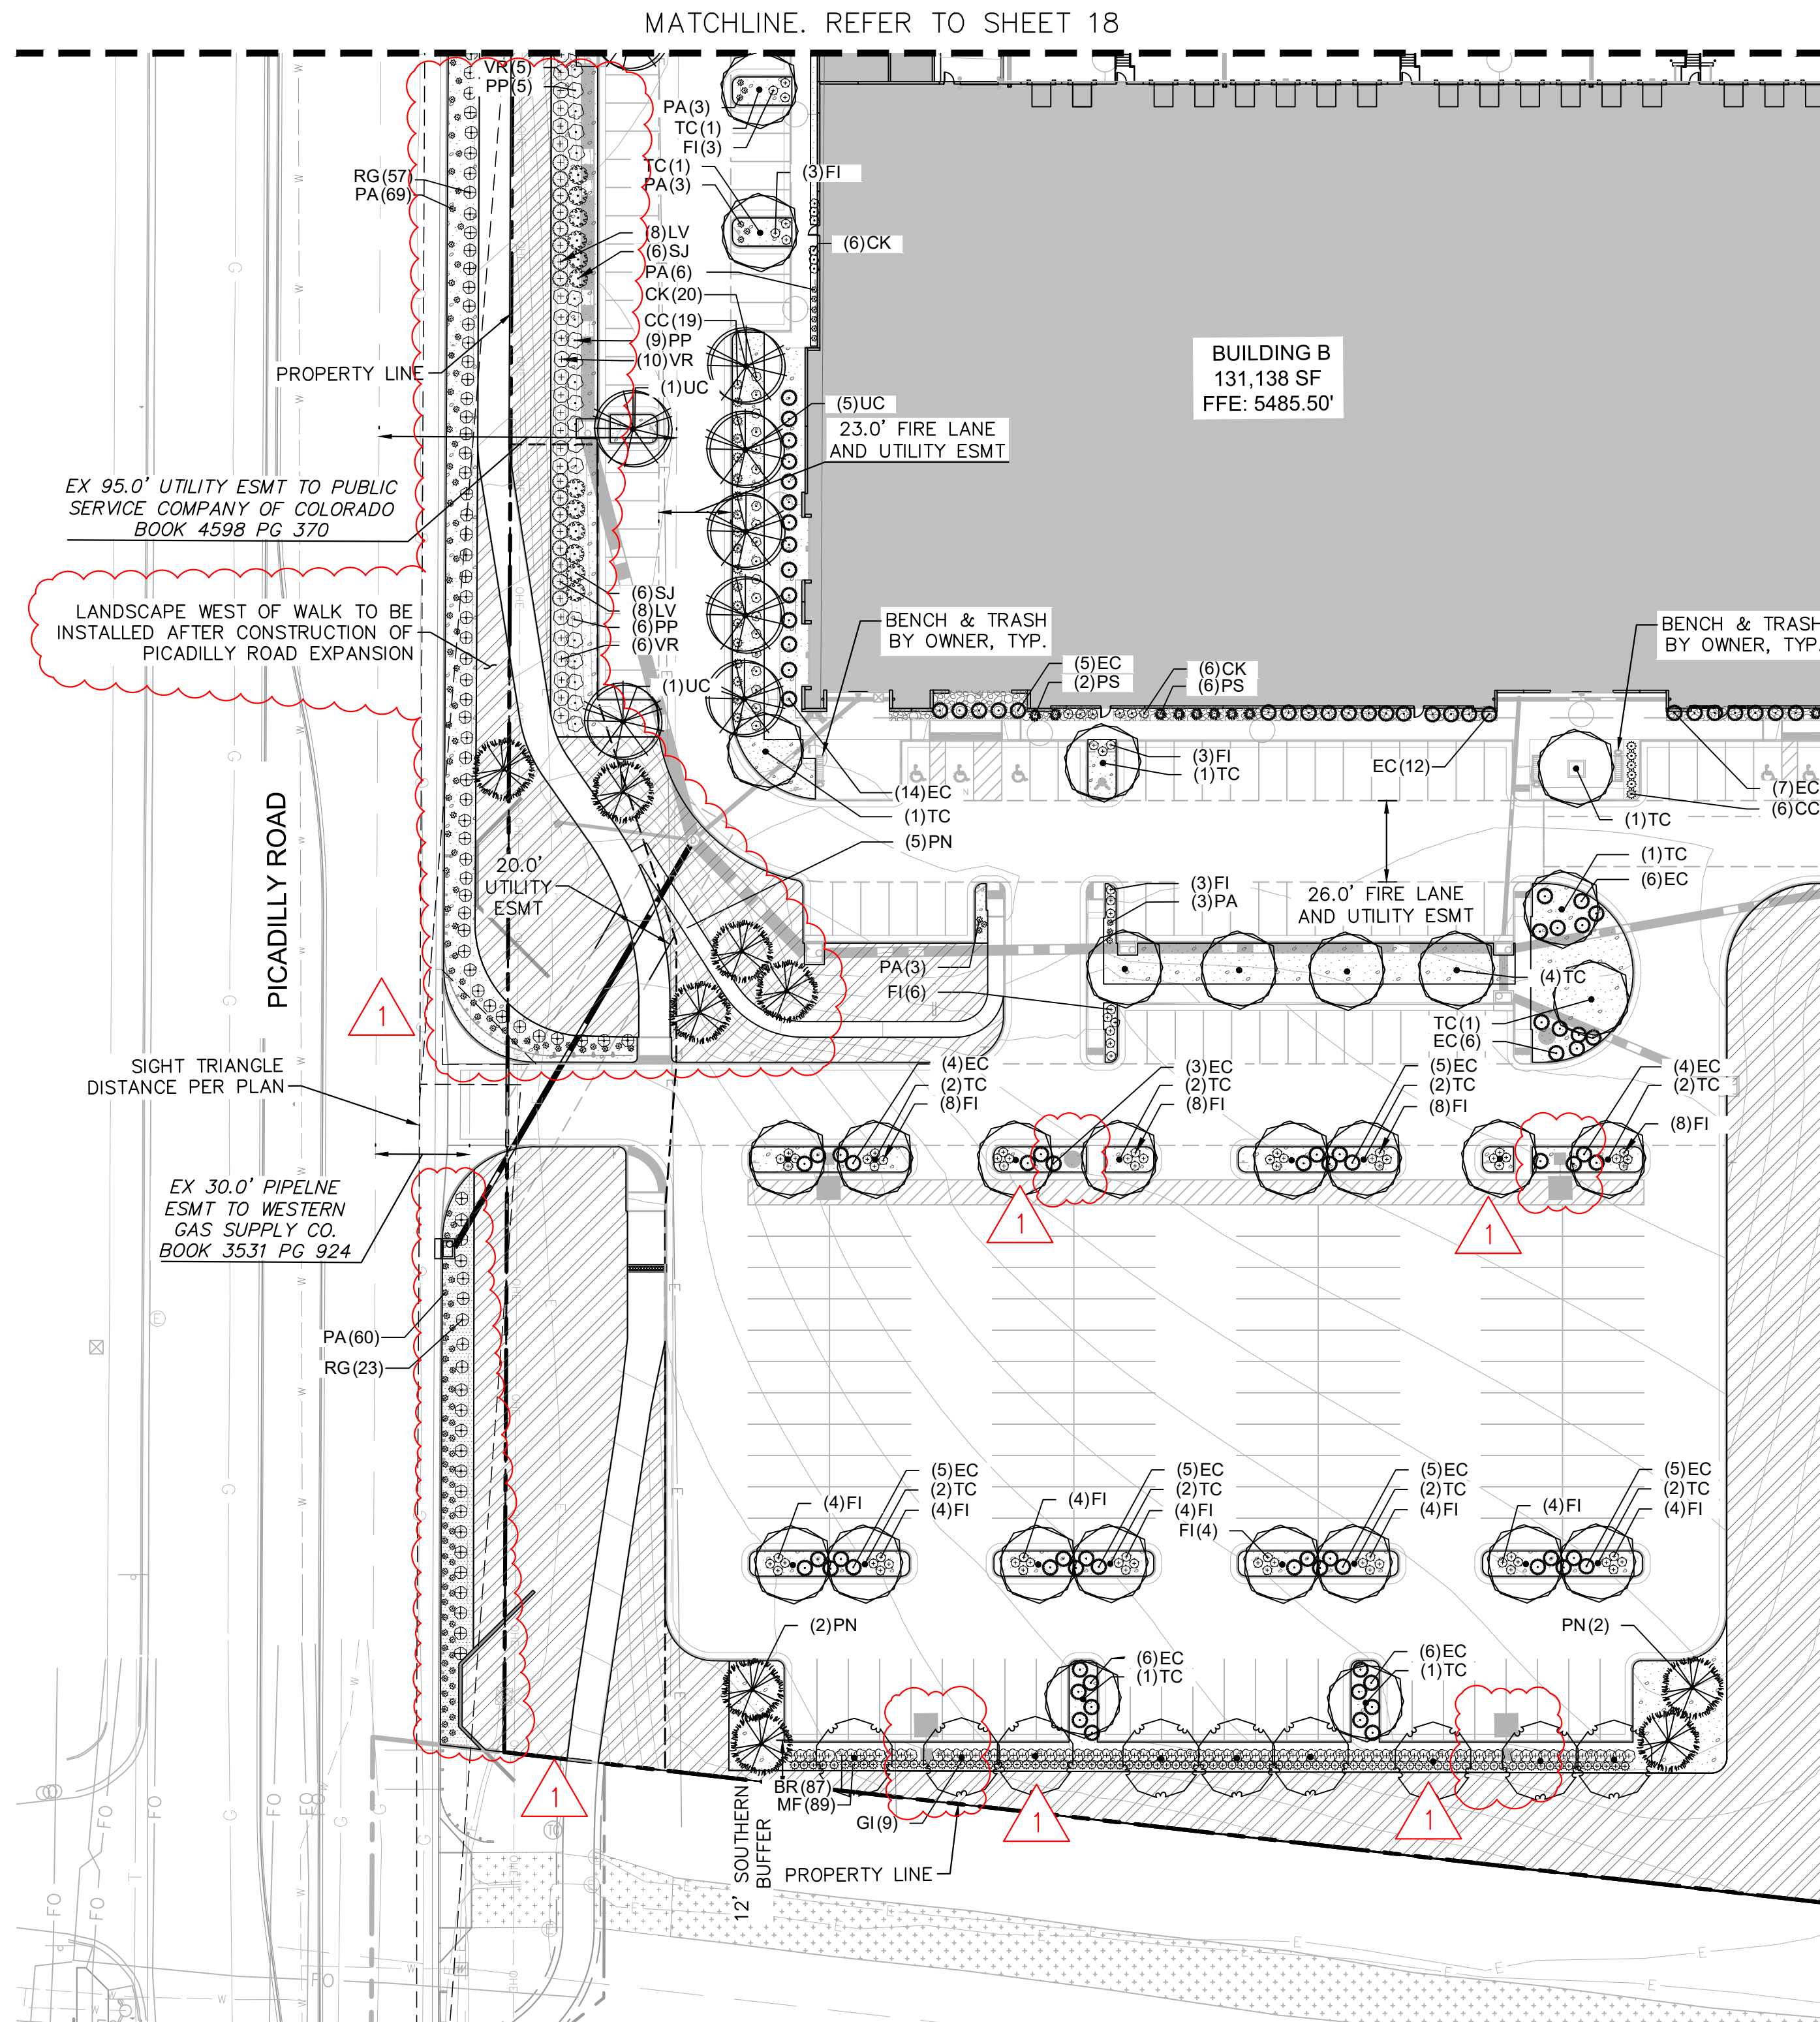 MATCHLINE. REFER TO SHEET 18
VR(5)
PP(5)
PA(3)
TC(1)
FI(3)
TC(1)
PA(3)
(3)FI
RG(57)
PA(69)
(8)LV
(6)SJ
(6)CK
PA(6)
CK(20)
CC(19)
(9)PP
(10)VR
PROPERTY LINE
(1)UC
(5)UC
23.0' FIRE LANE
AND UTILITY ESMT
BUILDING B
131,138 SF
FFE: 5485.50'
EX 95.0' UTILITY ESMT TO PUBLIC
SERVICE COMPANY OF COLORADO
BOOK 4598 PG 370
LANDSCAPE WEST OF WALK TO BE
INSTALLED AFTER CONSTRUCTION OF
PICADILLY ROAD EXPANSION
(6)SJ
(8)LV
(6)PP
(6)VR
(1)UC
BENCH & TRASH
BY OWNER, TYP.
BENCH & TRASH
BY OWNER, TYP.
(5)EC
(2)PS
(6)CK
(6)PS
(3)FI
(1)TC
EC(12)
(14)EC
(1)TC
(5)PN
(7)EC
(6)CC
(1)TC
PICADILLY ROAD
20.0'
UTILITY
ESMT
(3)FI
(3)PA
26.0' FIRE LANE
AND UTILITY ESMT
(1)TC
(6)EC
PA(3)
FI(6)
(4)TC
TC(1)
EC(6)
1
SIGHT TRIANGLE
DISTANCE PER PLAN
(4)EC
(2)TC
(8)FI
(3)EC
(2)TC
(8)FI
(5)EC
(2)TC
(8)FI
(4)EC
(2)TC
(8)FI
EX 30.0' PIPELNE
ESMT TO WESTERN
GAS SUPPLY CO.
BOOK 3531 PG 924
1
1
PA(60)
RG(23)
(4)FI
(5)EC
(2)TC
(4)FI
(4)FI
(5)EC
(2)TC
(4)FI
FI(4)
(5)EC
(2)TC
(4)FI
(4)FI
(5)EC
(2)TC
(4)FI
(2)PN
(6)EC
(1)TC
(6)EC
(1)TC
PN(2)
BR(87)
MF(89)
GI(9)
1
1
1
12' SOUTHERN
BUFFER
PROPERTY LINE
FO
FO
FO
FO
FO
FO
FO
FO